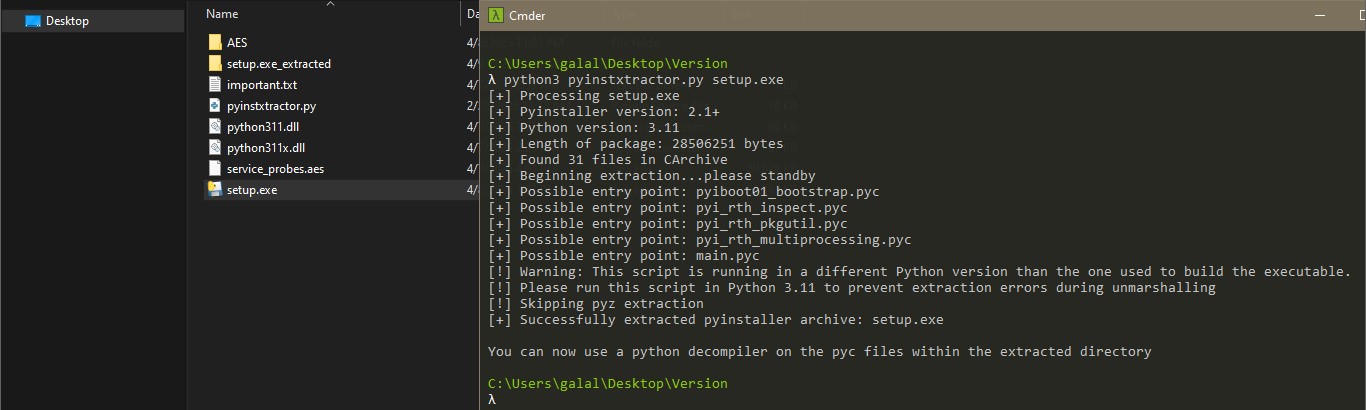 Desktop
Name
Da
AES
4/
setup.exe_extracted
4/
important.txt
4/
pyinstxtractor.py
2/
python311.dll
4/
python311x.dll
4/
service_probes.aes
4/
setup.exe
4/
λ Cmder
C:\Users\galal\Desktop\Version
λ python3 pyinstxtractor.py setup.exe
[+] Processing setup.exe
[+] Pyinstaller version: 2.1+
[+] Python version: 3.11
[+] Length of package: 28506251 bytes
[+] Found 31 files in CArchive
[+] Beginning extraction...please standby
[+] Possible entry point: pyiboot01_bootstrap.pyc
[+] Possible entry point: pyi_rth_inspect.pyc
[+] Possible entry point: pyi_rth_pkgutil.pyc
[+] Possible entry point: pyi_rth_multiprocessing.pyc
[+] Possible entry point: main.pyc
[!] Warning: This script is running in a different Python version than the one used to build the executable.
[!] Please run this script in Python 3.11 to prevent extraction errors during unmarshalling
[!] Skipping pyz extraction
[+] Successfully extracted pyinstaller archive: setup.exe
You can now use a python decompiler on the pyc files within the extracted directory
C:\Users\galal\Desktop\Version
λ